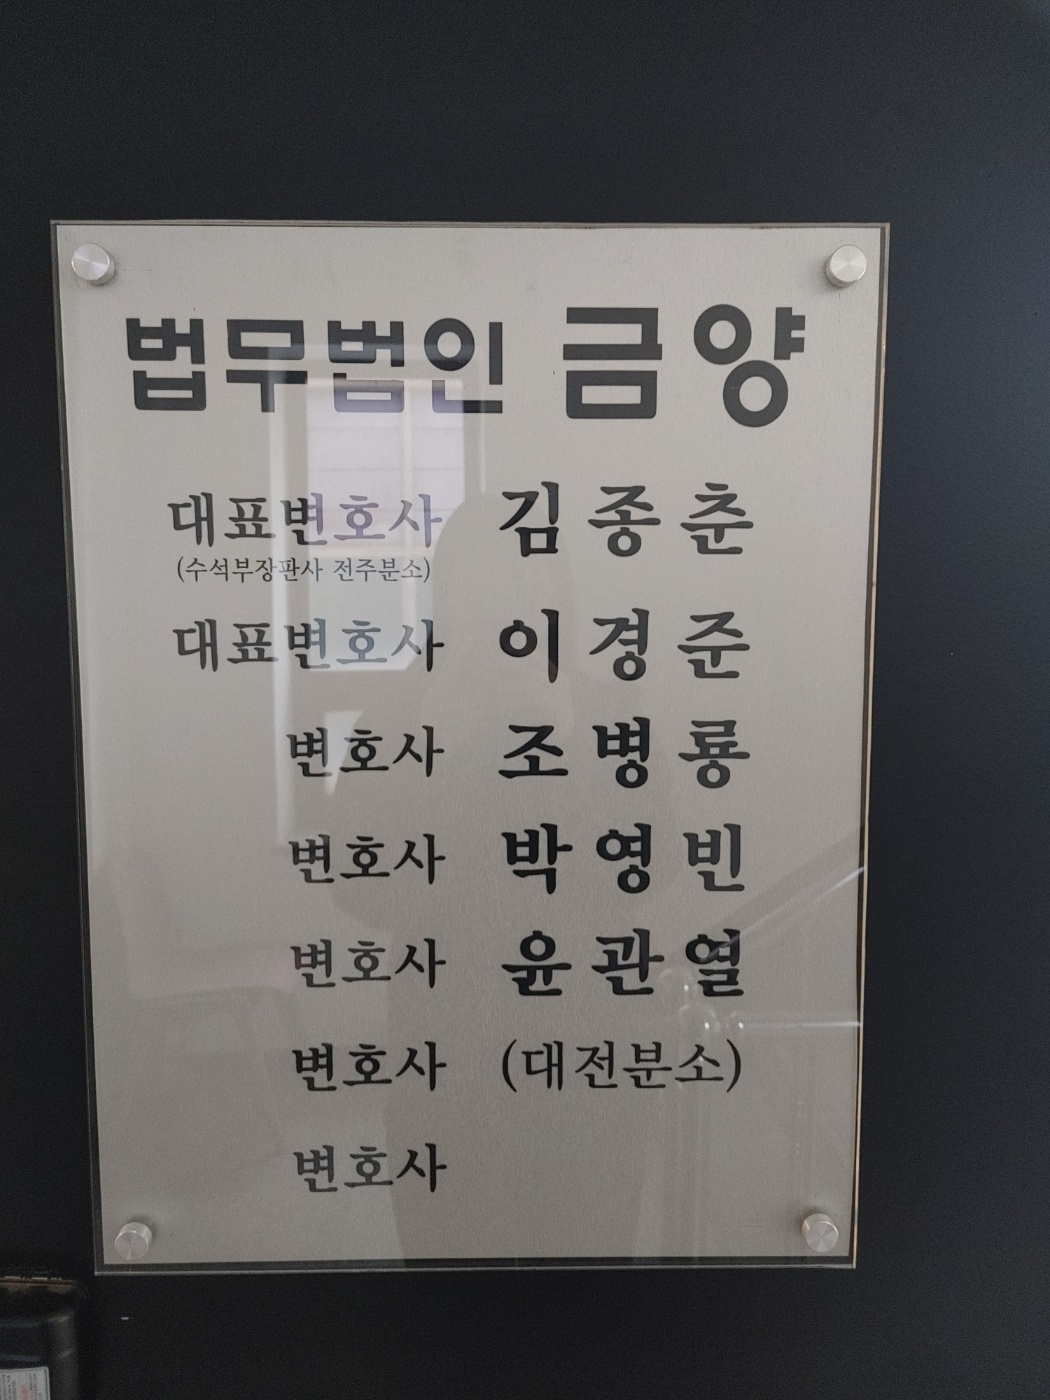 법무법인 금양
대표변호사 김종춘
(수석부장판사 전주분소)
대표변호사 이경준
변호사 조병룡
변호사 박영빈
변호사 윤관열
변호사 (대전분소)
변호사